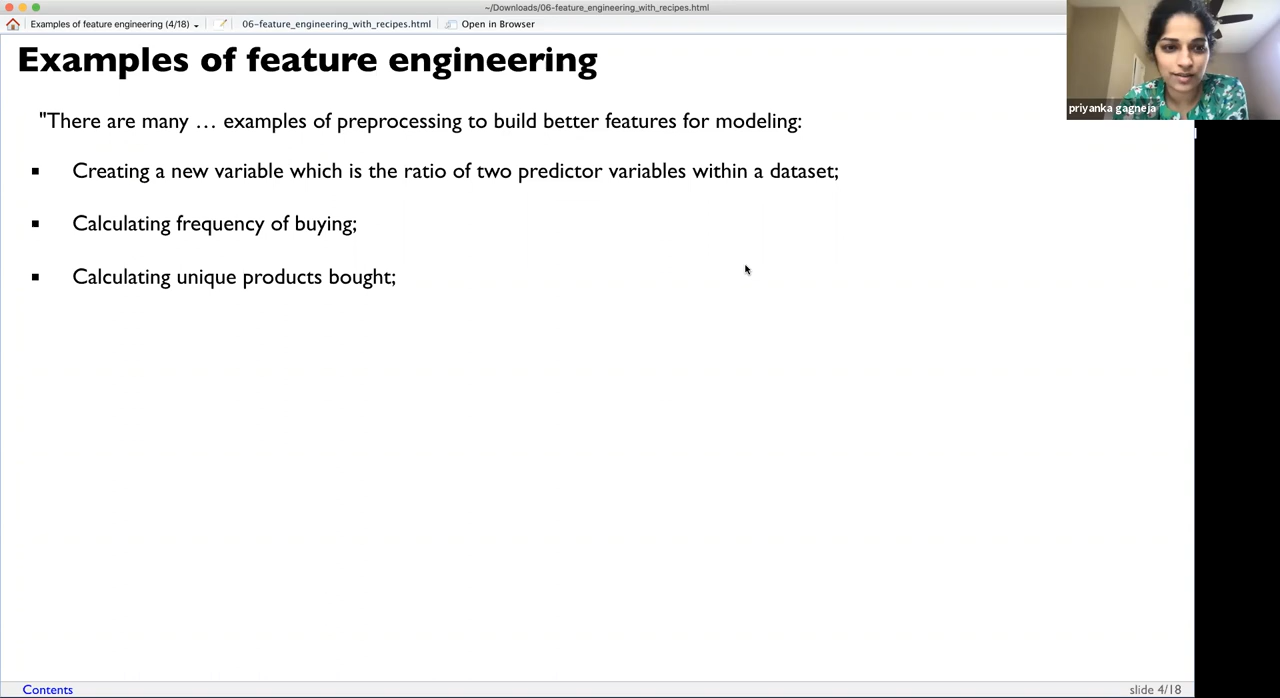 ~/Downloads/06-feature_engineering_with_recipes.html
Examples of feature engineering (4/18)
06-feature_engineering_with_recipes.html
Open in Browser
Examples of feature engineering
priyanka gagneja
"There are many … examples of preprocessing to build better features for modeling:
▪ Creating a new variable which is the ratio of two predictor variables within a dataset;
▪ Calculating frequency of buying;
▪ Calculating unique products bought;
Contents
slide 4/18